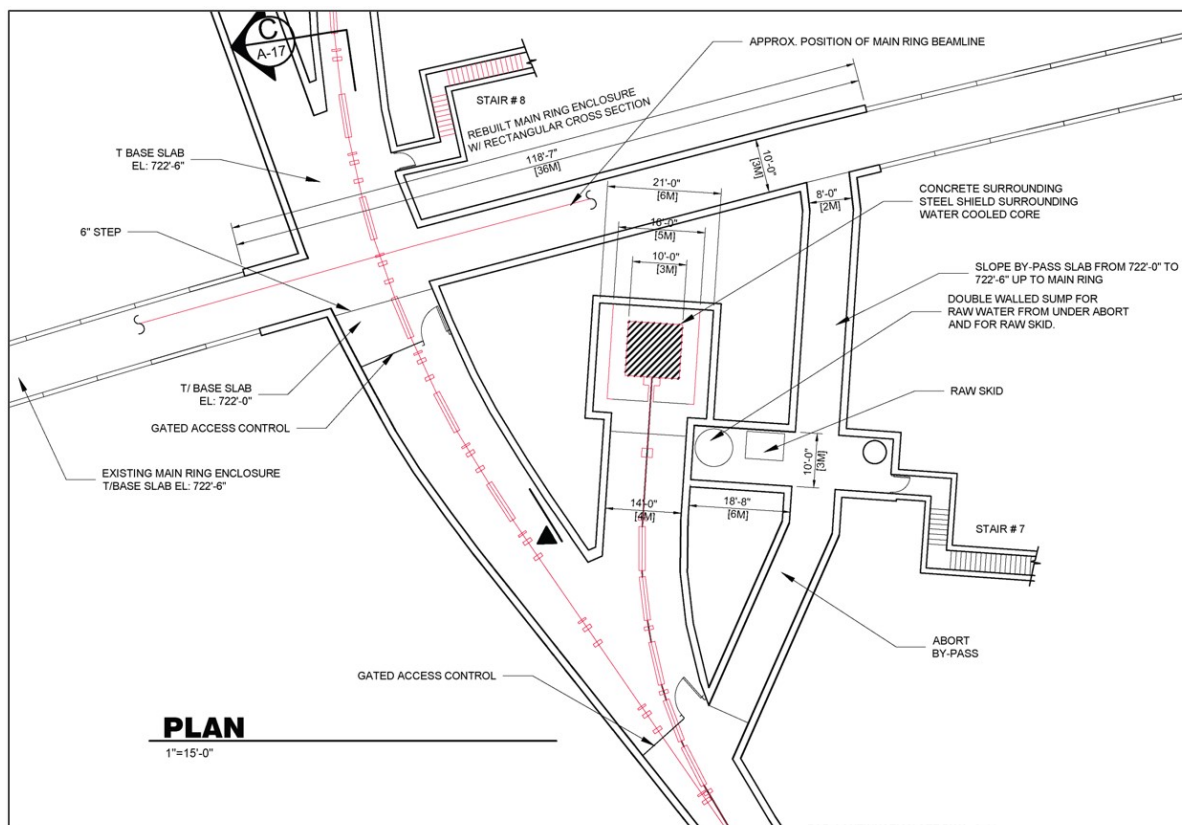 C
A-17
APPROX. POSITION OF MAIN RING BEAMLINE
STAIR # 8
REBUILT MAIN RING ENCLOSURE
W/ RECTANGULAR CROSS SECTION
118'-7"
[36M]
T BASE SLAB
EL: 722'-6"
10'-0"
[3M]
21'-0"
[6M]
8'-0"
[2M]
CONCRETE SURROUNDING
STEEL SHIELD SURROUNDING
WATER COOLED CORE
16'-0"
[5M]
6" STEP
10'-0"
[3M]
SLOPE BY-PASS SLAB FROM 722'-0" TO
722'-6" UP TO MAIN RING
DOUBLE WALLED SUMP FOR
RAW WATER FROM UNDER ABORT
AND FOR RAW SKID.
T/ BASE SLAB
EL: 722'-0"
RAW SKID
GATED ACCESS CONTROL
10'-0"
[3M]
EXISTING MAIN RING ENCLOSURE
T/BASE SLAB EL: 722'-6"
14'-0"
[4M]
18'-8"
[6M]
STAIR # 7
ABORT
BY-PASS
GATED ACCESS CONTROL
PLAN
1"=15'-0"